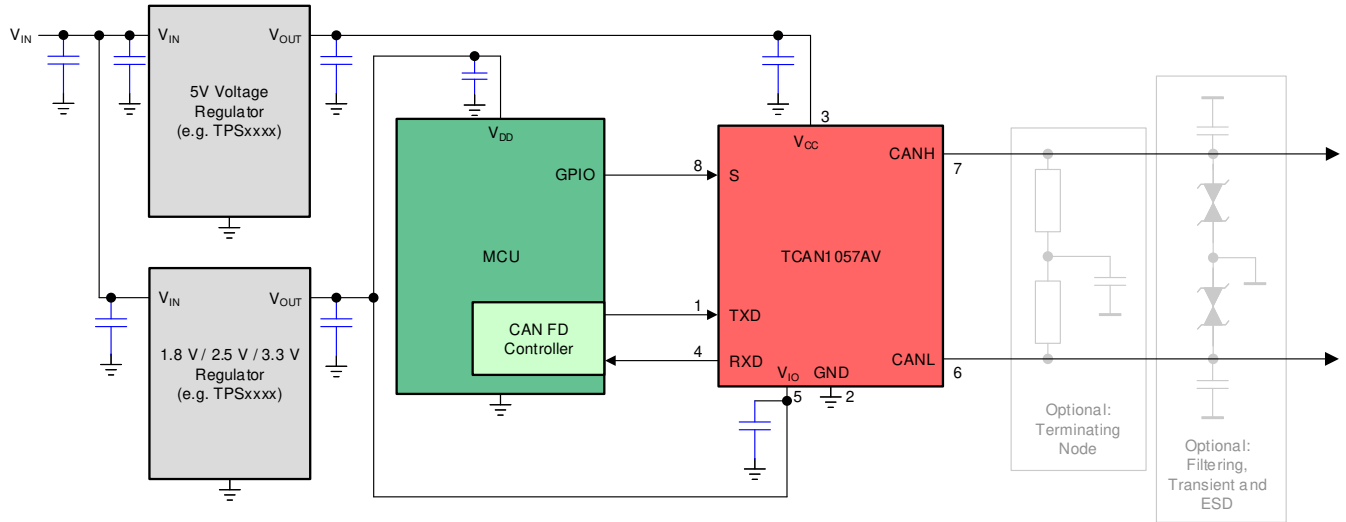 VIN
VIN
VOUT
5V Voltage
Regulator
(e.g. TPSxxxx)
VIN
VOUT
1.8 V / 2.5 V / 3.3 V
Regulator
(e.g. TPSxxxx)
VDD
GPIO
MCU
CAN FD
Controller
8
1
4
3
VCC
CANH
7
S
TCAN1057AV
TXD
RXD
VIO
GND
CANL
6
5
2
Optional:
Terminating
Node
Optional:
Filtering,
Transient and
ESD